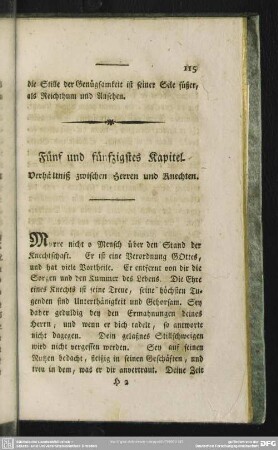 115
die Stille der Genügsamkeit ist seiner Sele süßer,
als Reichthum und Ansehen.
Fünf und fünfzigstes Kapitel.
Verhältniß zwischen Herren und Knechten.
Murre nicht o Mensch über den Stand der
Knechtschaft. Er ist eine Verordnung GOttes,
und hat viele Vortheile. Er entfernt von dir die
Sorgen und den Kummer des Lebens. Die Ehre
eines Knechts ist seine Treue, seine höchsten Tu-
genden sind Unterthänigkeit und Gehorsam. Sey
daher geduldig bey den Ermahnungen deines
Herrn, und wenn er dich tadelt, so antworte
nicht dagegen. Dein gelaßnes Stillschweigen
wird nicht vergessen werden. Sey auf seinen
Nutzen bedacht, fleißig in seinen Geschäften, und
treu in dem, was er dir anvertraut. Deine Zeit
H 2